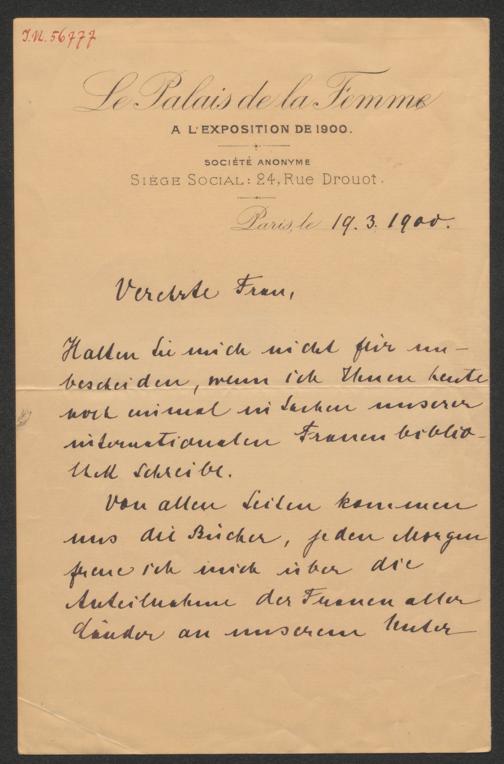 I.N. 56777
Le Palais de la Femme
A L'EXPOSITION DE 1900.
SOCIÉTÉ ANONYME
SIÈGE SOCIAL: 24, Rue Drouot.
Paris, le 19.3.1900.
Verehrte Frau,
Halten Sie mich nicht für un-
bescheiden, wenn ich Ihnen heute
noch einmal in Sachen unserer
internationalen Frauenbiblio-
thek schreibe.
Von allen Seiten kommen
uns die Bücher, jeden Morgen
freue ich mich über die
Anteilnahme der Frauen aller
Länder an unserem Unter